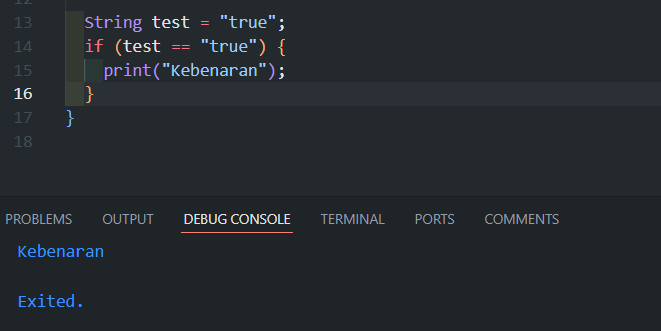 12
13 String test = "true";
14 if (test == "true") {
15 print("Kebenaran");
16 }
17 }
18
PROBLEMS OUTPUT DEBUG CONSOLE TERMINAL PORTS COMMENTS
Kebenaran
Exited.